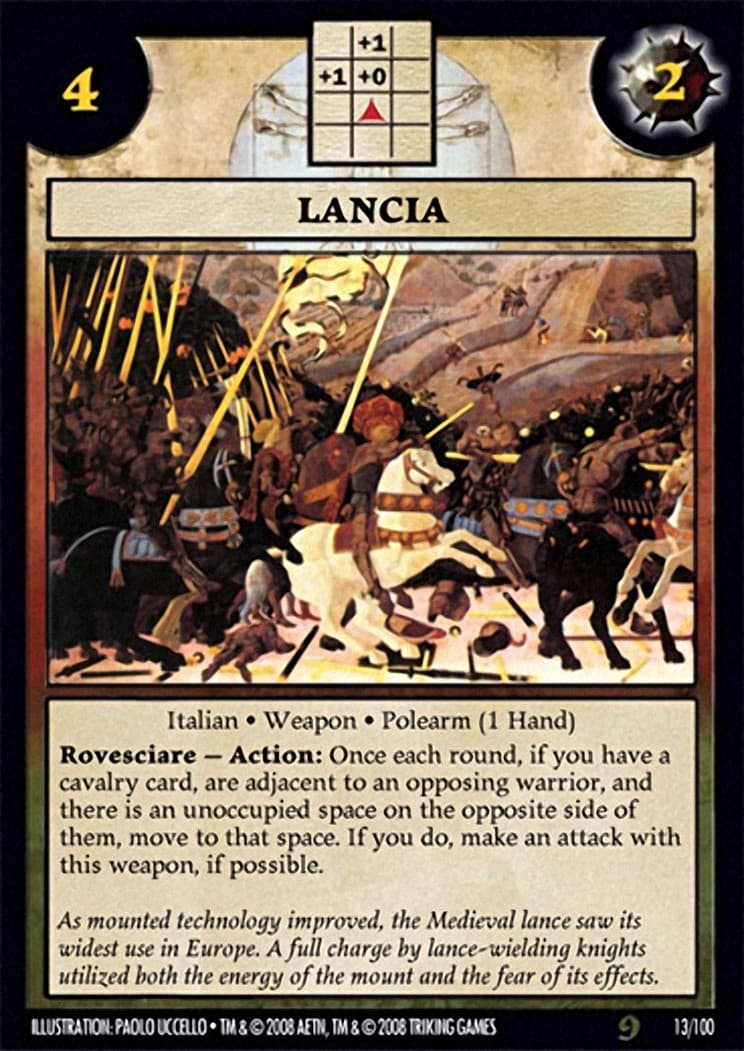 +1
4
+1 +0
2
LANCIA
Italian • Weapon • Polearm (1 Hand)
Rovesciare – Action: Once each round, if you have a
cavalry card, are adjacent to an opposing warrior, and
there is an unoccupied space on the opposite side of
them, move to that space. If you do, make an attack with
this weapon, if possible.
As mounted technology improved, the Medieval lance saw its
widest use in Europe. A full charge by lance-wielding knights
utilized both the energy of the mount and the fear of its effects.
ILLUSTRATION: PAOLO UCCELLO • TM & © 2008 AETN, TM & © 2008 TRIKING GAMES 9 13/100